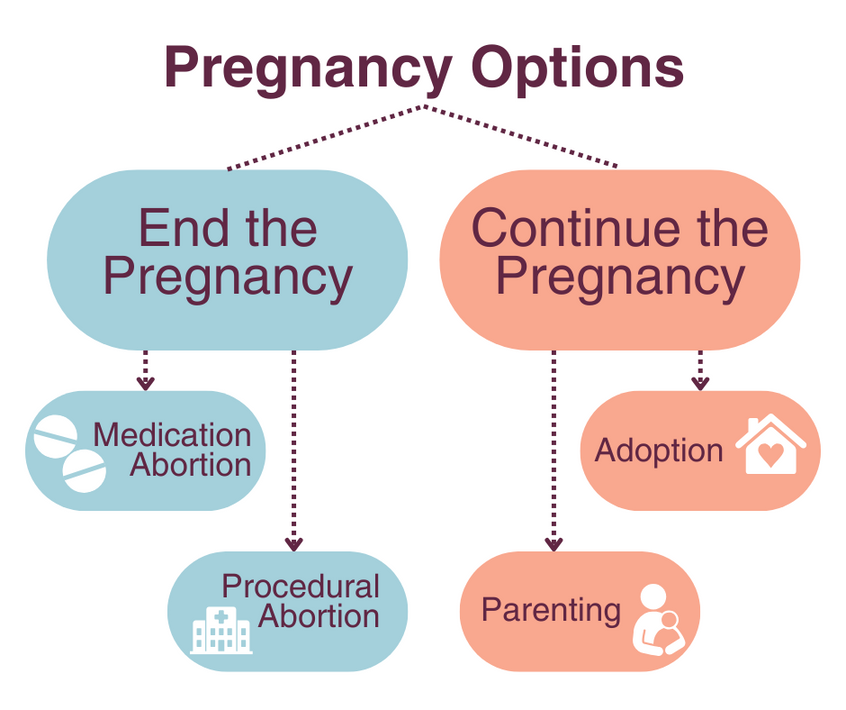 Pregnancy Options
End the
Pregnancy
Continue the
Pregnancy
Medication
Abortion
Adoption
Procedural
Abortion
Parenting